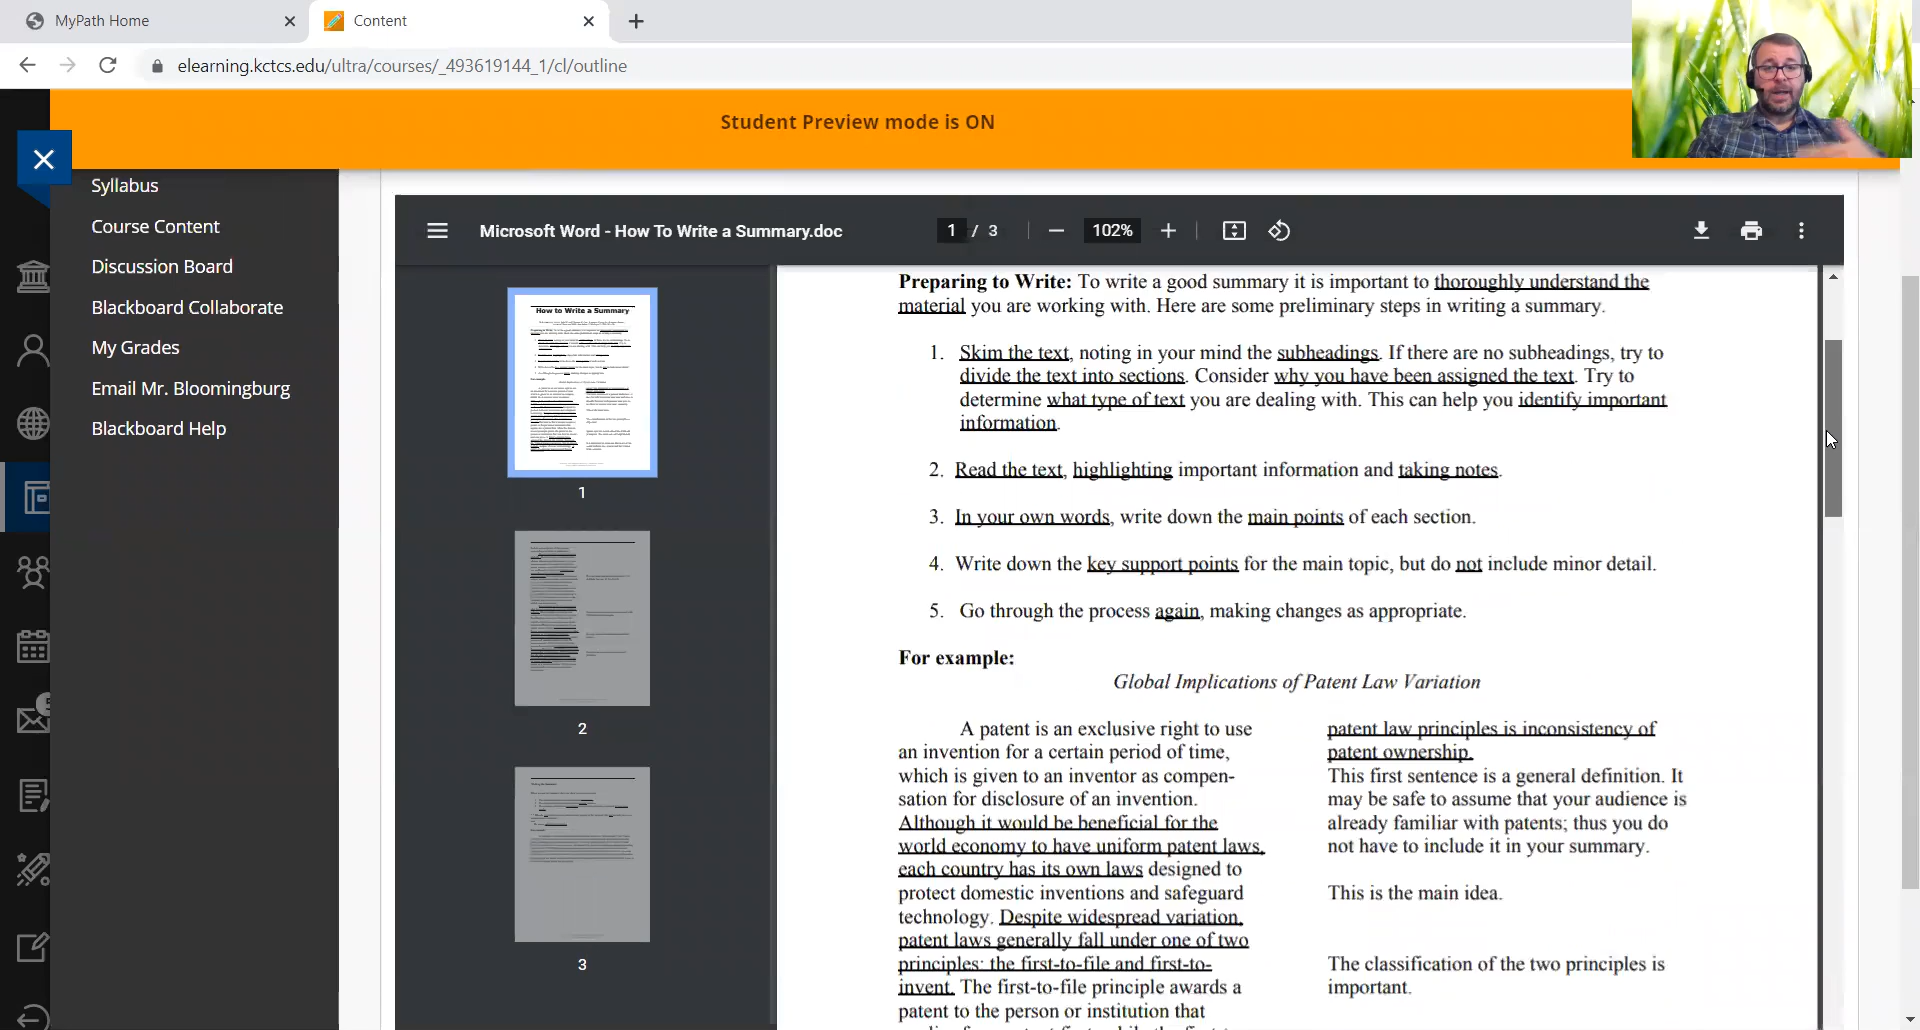 MyPath Home
Content
elearning.kctcs.edu/ultra/courses/_493619144_1/cl/outline
Student Preview mode is ON
Syllabus
Course Content
Discussion Board
Blackboard Collaborate
My Grades
Email Mr. Bloomingburg
Blackboard Help
Microsoft Word - How To Write a Summary.doc
1 / 3
102%
How to Write a Summary
1
2
3
Preparing to Write: To write a good summary it is important to thoroughly understand the
material you are working with. Here are some preliminary steps in writing a summary.
1. Skim the text, noting in your mind the subheadings. If there are no subheadings, try to
divide the text into sections. Consider why you have been assigned the text. Try to
determine what type of text you are dealing with. This can help you identify important
information.
2. Read the text, highlighting important information and taking notes.
3. In your own words, write down the main points of each section.
4. Write down the key support points for the main topic, but do not include minor detail.
5. Go through the process again, making changes as appropriate.
For example:
Global Implications of Patent Law Variation
A patent is an exclusive right to use
an invention for a certain period of time,
which is given to an inventor as compen-
sation for disclosure of an invention.
Although it would be beneficial for the
world economy to have uniform patent laws,
each country has its own laws designed to
protect domestic inventions and safeguard
technology. Despite widespread variation,
patent laws generally fall under one of two
principles: the first-to-file and first-to-
invent. The first-to-file principle awards a
patent to the person or institution that
patent law principles is inconsistency of
patent ownership.
This first sentence is a general definition. It
may be safe to assume that your audience is
already familiar with patents; thus you do
not have to include it in your summary.
This is the main idea.
The classification of the two principles is
important.